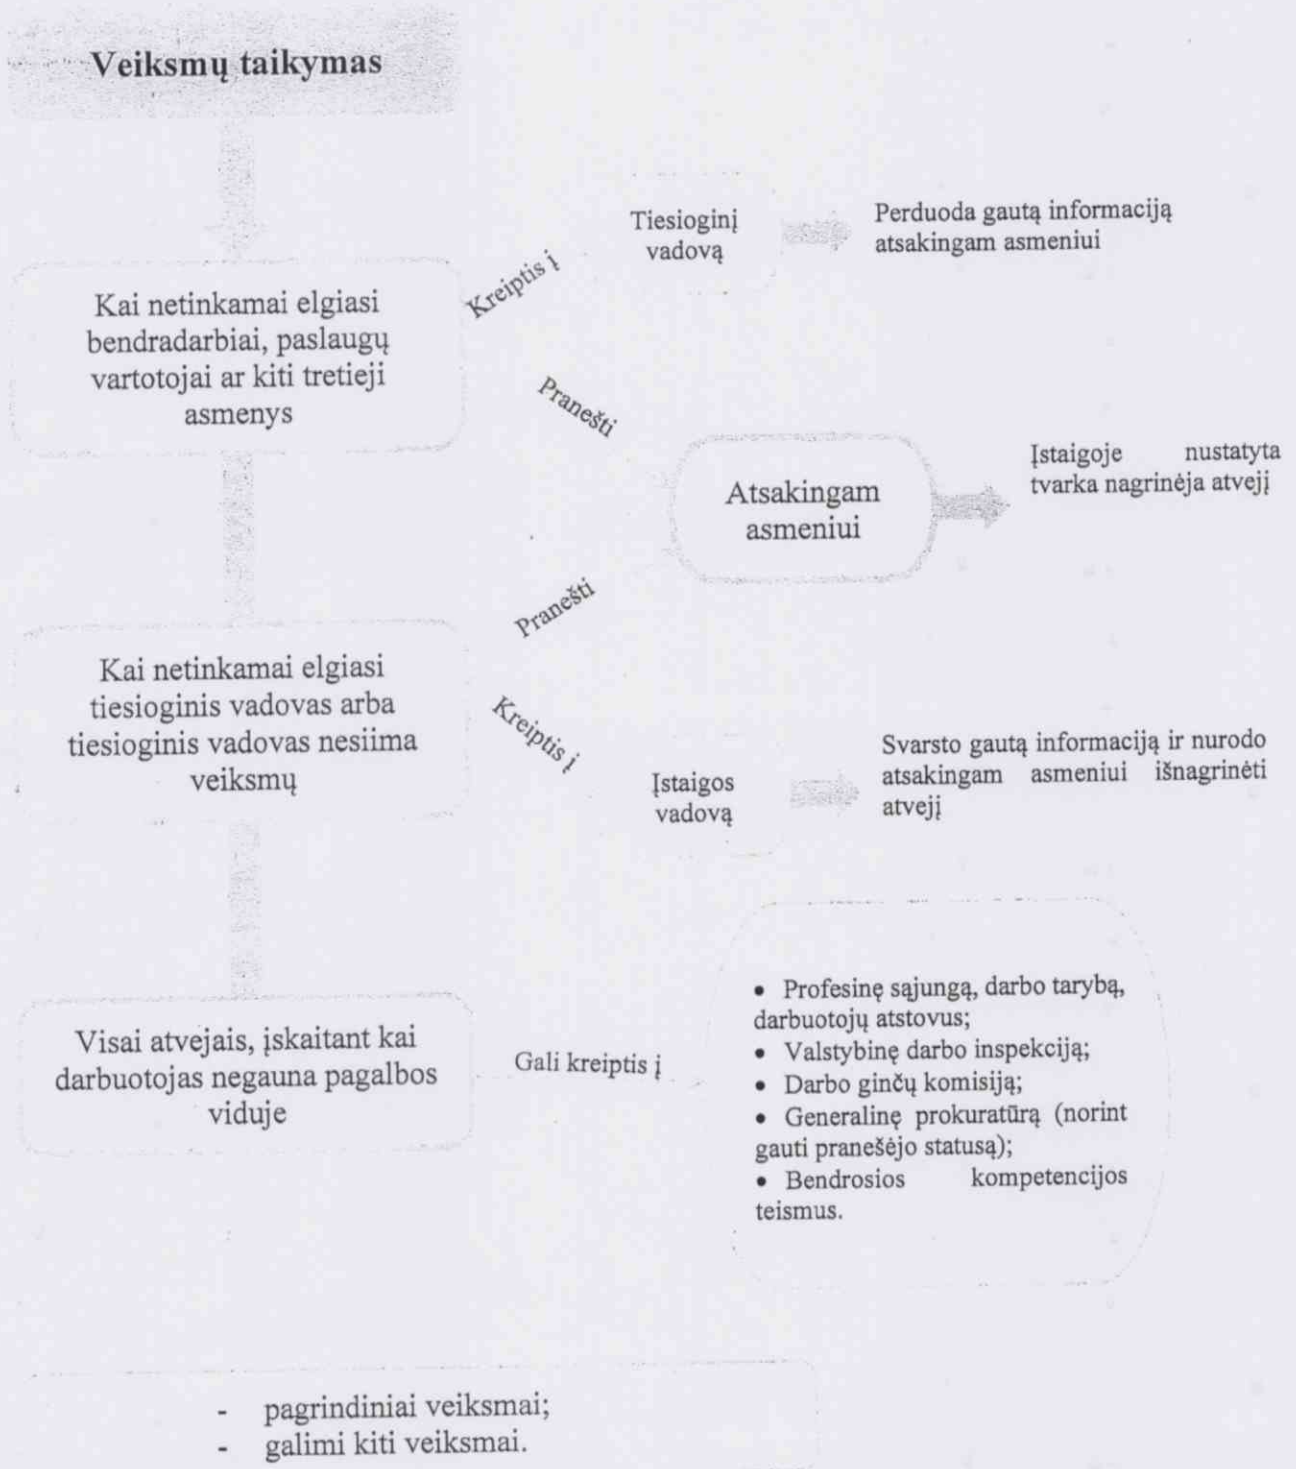 Veiksmų taikymas
Tiesioginį
vadovą
Perduoda gautą informaciją
atsakingam asmeniui
Kreiptis į
Kai netinkamai elgiasi
bendradarbiai, paslaugų
vartotojai ar kiti tretieji
asmenys
Pranešti
Atsakingam
asmeniui
Įstaigoje nustatyta
tvarka nagrinėja atvejį
Pranešti
Kai netinkamai elgiasi
tiesioginis vadovas arba
tiesioginis vadovas nesiima
veiksmų
Kreiptis į
Įstaigos
vadovą
Svarsto gautą informaciją ir nurodo
atsakingam asmeniui išnagrinėti
atvejį
Visai atvejais, įskaitant kai
darbuotojas negauna pagalbos
viduje
Gali kreiptis į
• Profesinę sąjungą, darbo tarybą,
darbuotojų atstovus;
• Valstybinę darbo inspekciją;
• Darbo ginčų komisiją;
• Generalinę prokuratūrą (norint
gauti pranešėjo statusą);
• Bendrosios kompetencijos
teismus.
- pagrindiniai veiksmai;
- galimi kiti veiksmai.